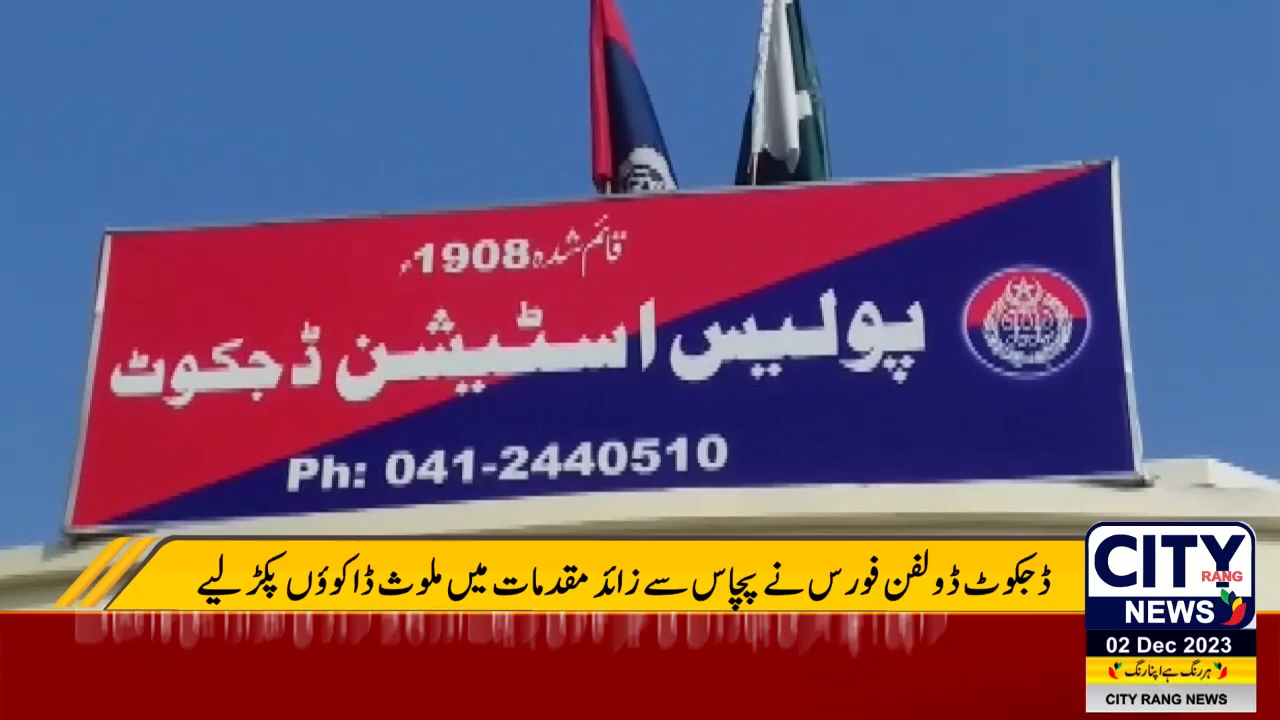 قائم شدہ 1908ء
پولیس اسٹیشن ڈجکوٹ
Ph: 041-2440510
ڈجکوٹ ڈولفن فورس نے پچاس سے زائد مقدمات میں ملوث ڈاکوؤں پکڑ لیے
CITY
RANG
NEWS
02 Dec 2023
ہر رنگ ہے اپنا رنگ
CITY RANG NEWS